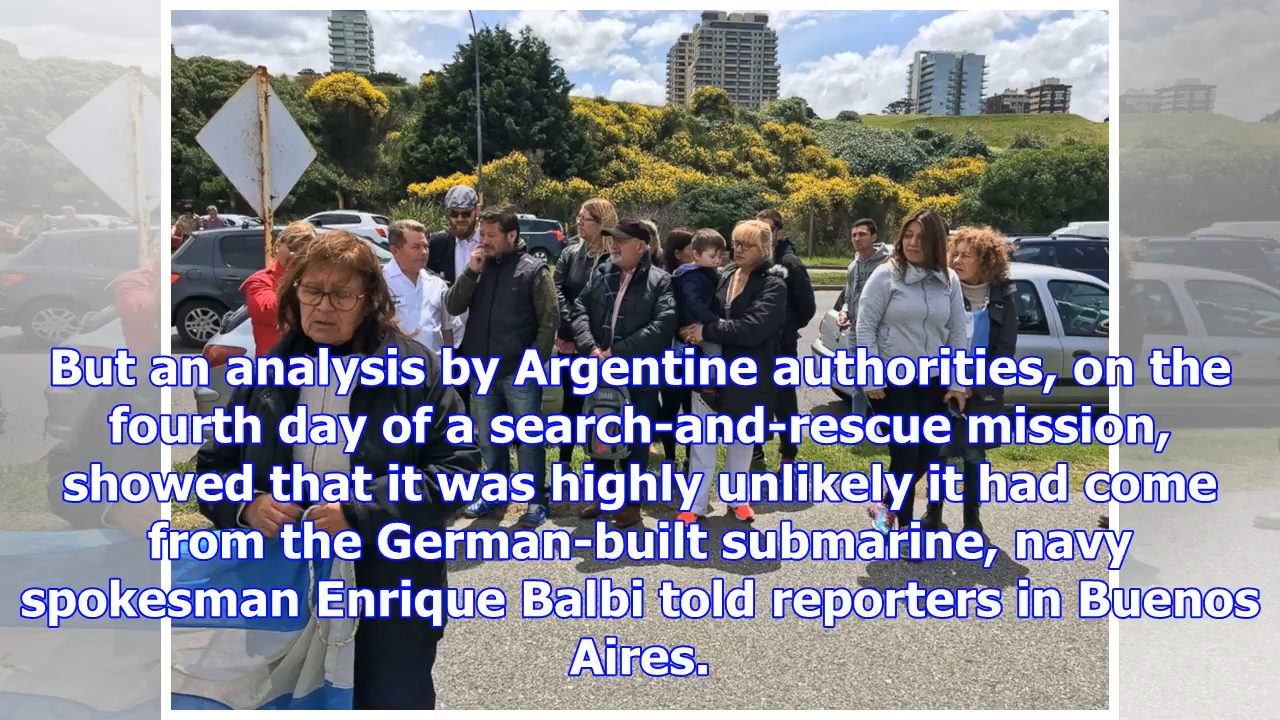 But an analysis by Argentine authorities, on the
fourth day of a search-and-rescue mission,
showed that it was highly unlikely it had come
from the German-built submarine, navy
spokesman Enrique Balbi told reporters in Buenos
Aires.